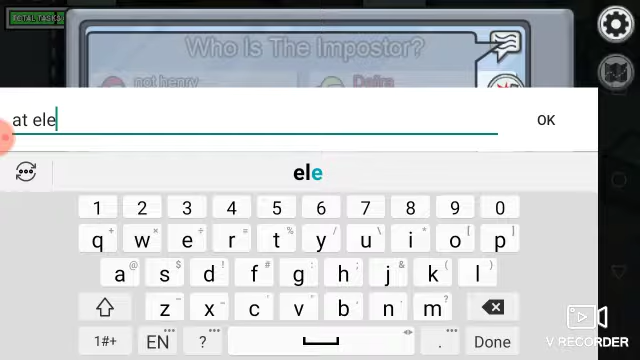 TOTAL TASKS
Who Is The Impostor?
not henry
Daira
at ele
OK
ele
1 2 3 4 5 6 7 8 9 0
q w e r t y u i o p
a s d f g h j k l
z x c v b n m
1#+ EN ? . Done
V RECORDER